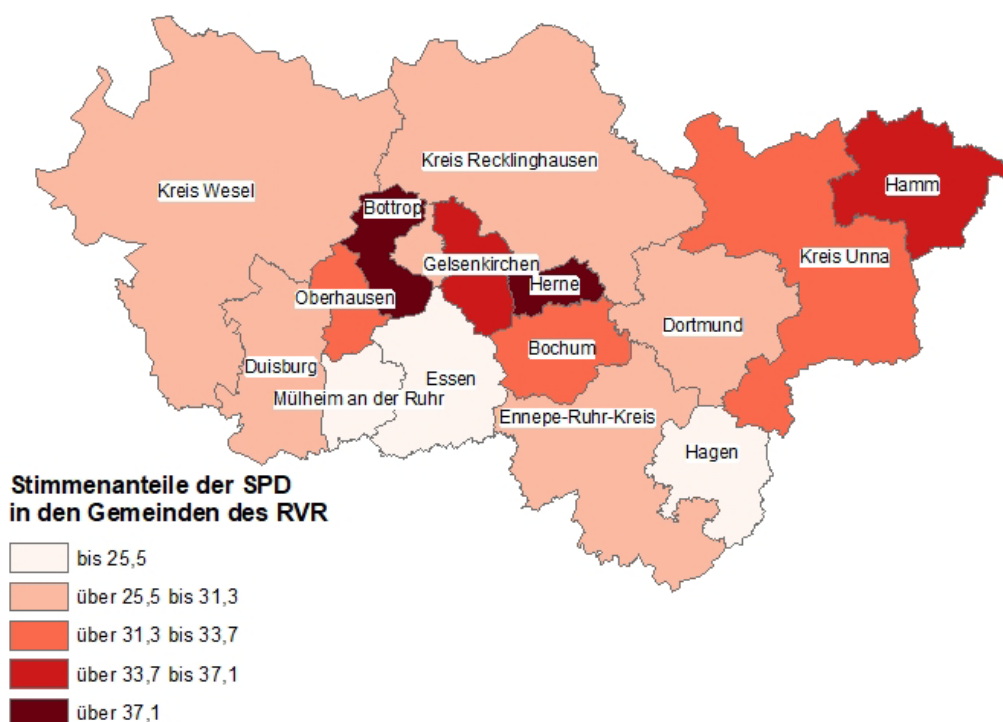 Kreis Recklinghausen
Kreis Wesel
Hamm
Bottrop
Kreis Unna
Gelsenkirchen
Herne
Oberhausen
Dortmund
Bochum
Duisburg
Essen
Mülheim an der Ruhr
Ennepe-Ruhr-Kreis
Hagen
Stimmenanteile der SPD
in den Gemeinden des RVR
bis 25,5
über 25,5 bis 31,3
über 31,3 bis 33,7
über 33,7 bis 37,1
über 37,1